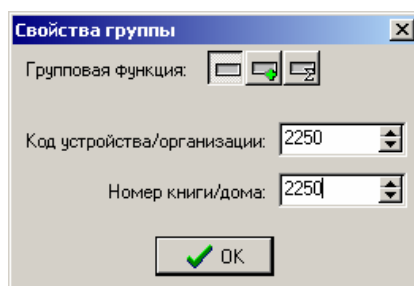 Свойства группы
Групповая функция:
Код устройства/организации: 2250
Номер книги/дома: 2250
OK